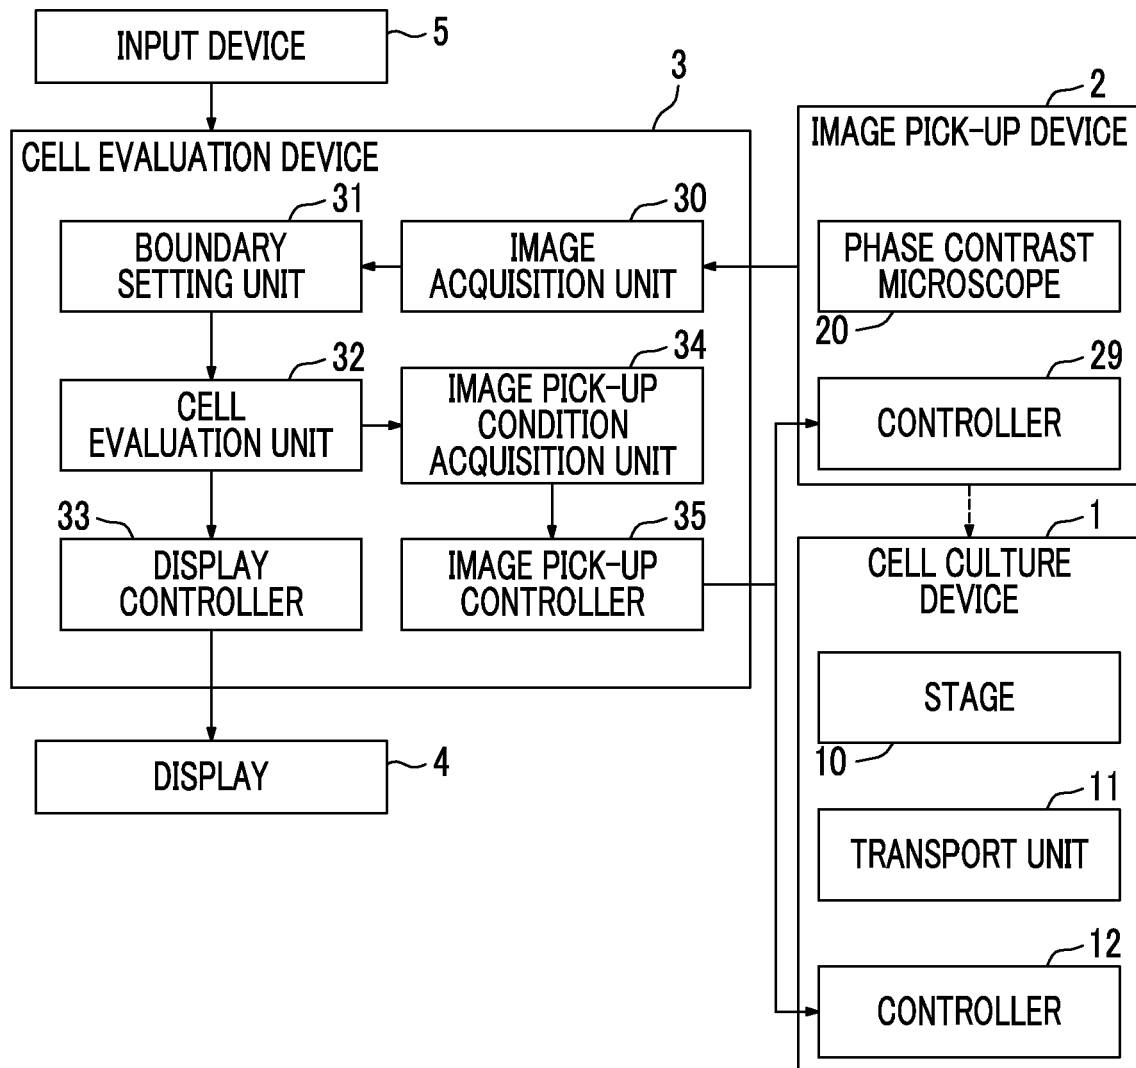 INPUT DEVICE
5
3
CELL EVALUATION DEVICE
31
BOUNDARY
SETTING UNIT
30
IMAGE
ACQUISITION UNIT
32
CELL
EVALUATION UNIT
34
IMAGE PICK-UP
CONDITION
ACQUISITION UNIT
33
DISPLAY
CONTROLLER
35
IMAGE PICK-UP
CONTROLLER
DISPLAY
4
2
IMAGE PICK-UP DEVICE
PHASE CONTRAST
MICROSCOPE
20
29
CONTROLLER
1
CELL CULTURE
DEVICE
STAGE
10
11
TRANSPORT UNIT
12
CONTROLLER